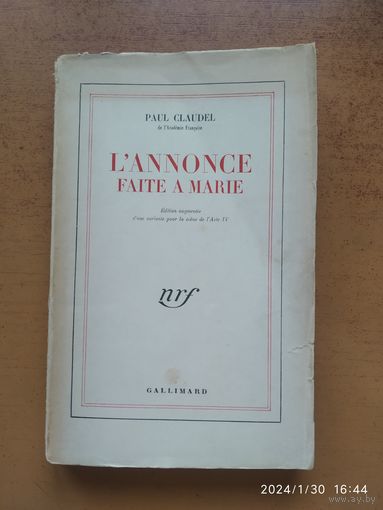 PAUL CLAUDEL
de l'Académie Française
L'ANNONCE
FAITE A MARIE
Édition augmentée
d'une variante pour la scène de l'Acte IV
nrf
GALLIMARD
2024/1/30 16:44
www.ay.by